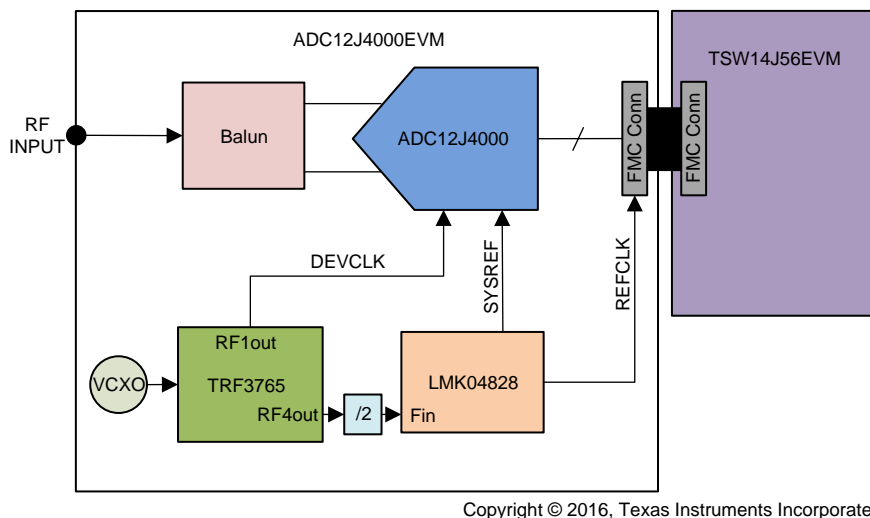 ADC12J4000EVM
TSW14J56EVM
RF
INPUT
Balun
ADC12J4000
FMC Conn
FMC Conn
DEVCLK
SYSREF
REFCLK
RF1out
VCXO
TRF3765
RF4out
/2
LMK04828
Fin
Copyright © 2016, Texas Instruments Incorporate